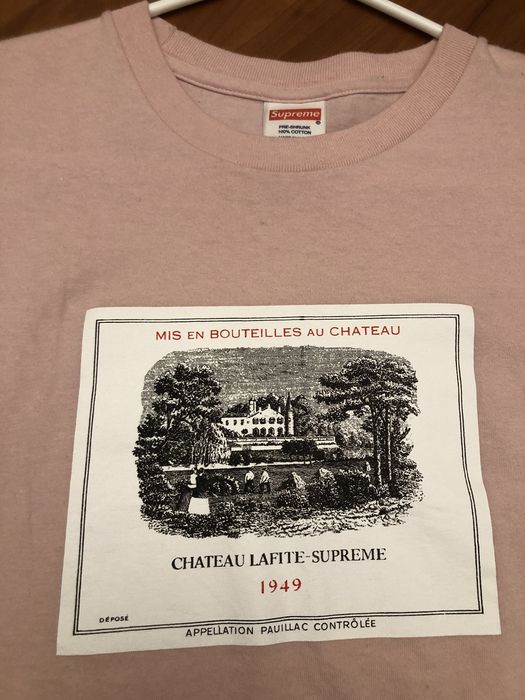 Supreme
®
PRE-SHRUNK
100% COTTON
MIS EN BOUTEILLES AU CHATEAU
CHATEAU LAFITE-SUPREME
1949
DÉPOSÉ
APPELLATION PAUILLAC CONTRÔLÉE